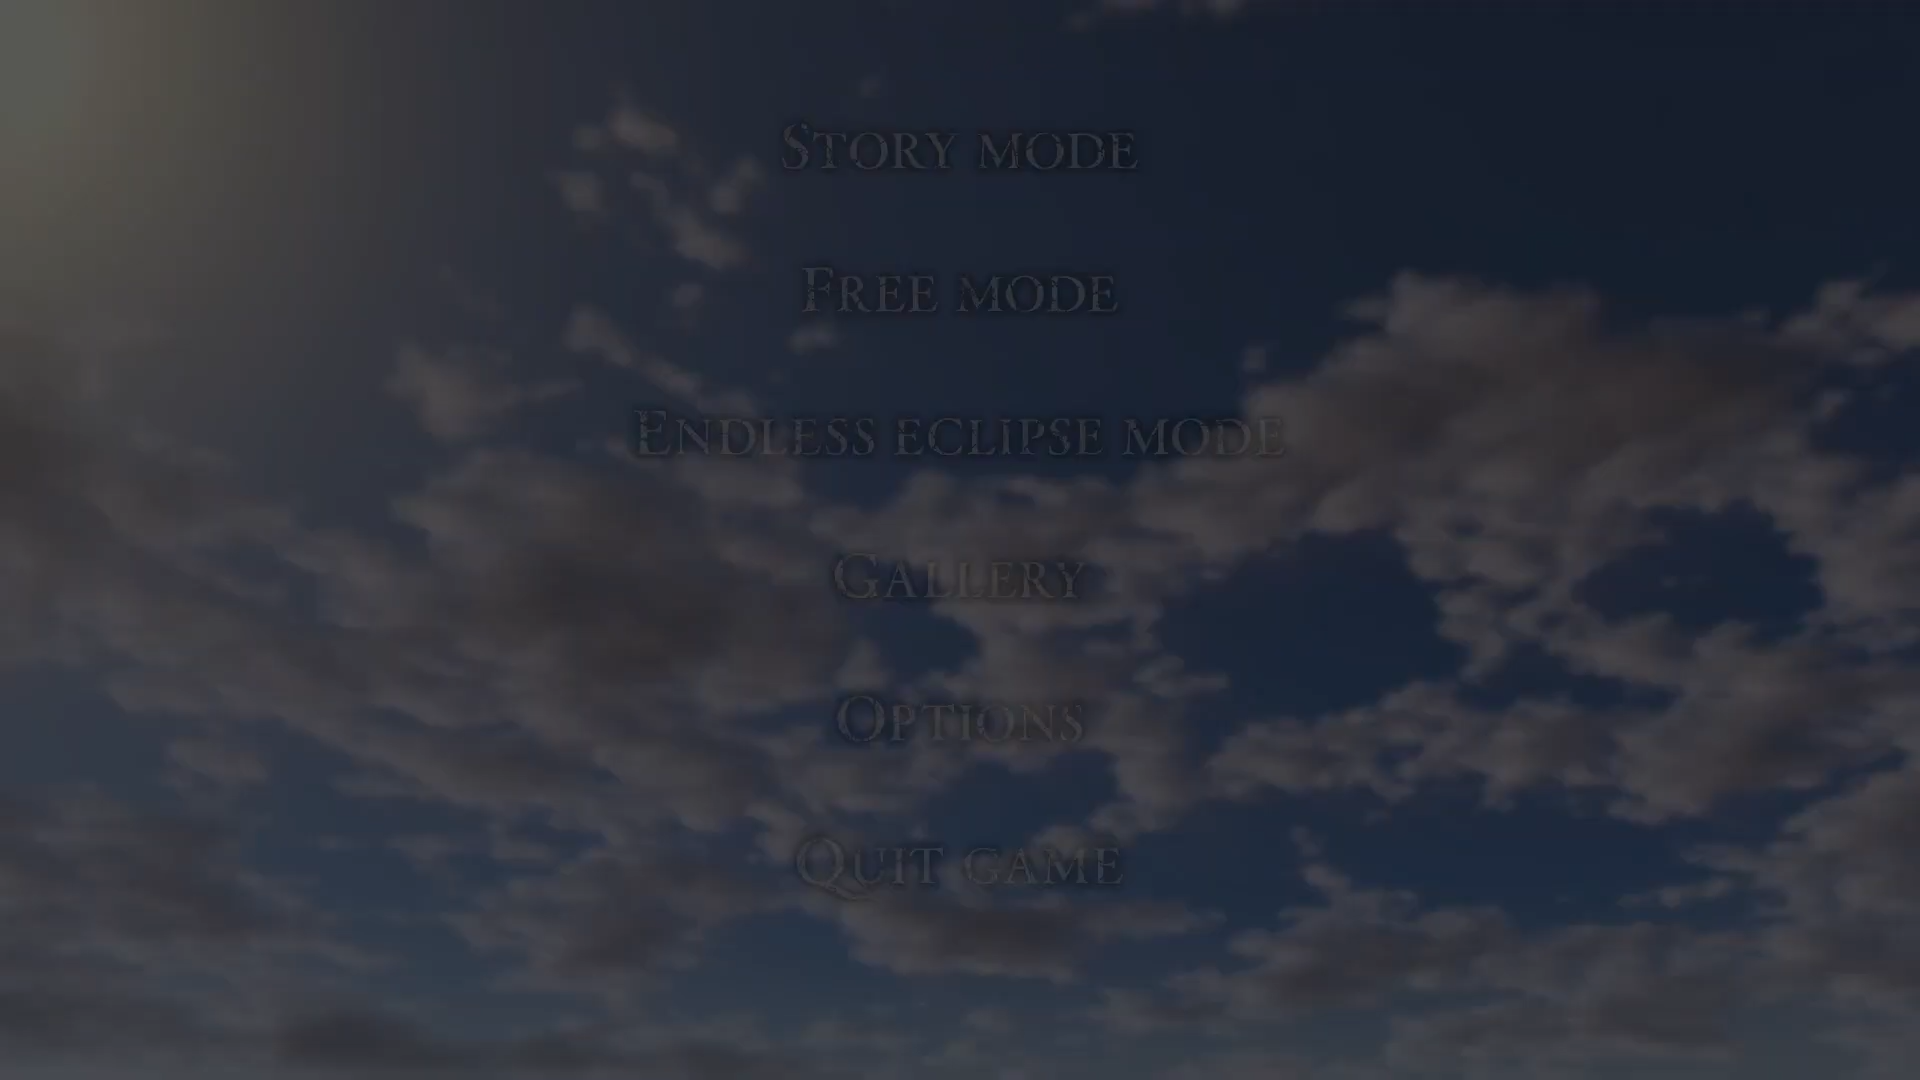 Story mode
Free mode
Endless eclipse mode
Gallery
Options
Quit game